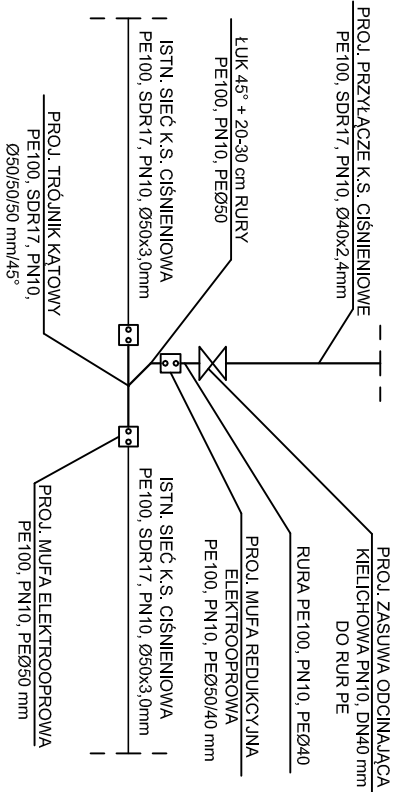 PROJ. PRZYŁĄCZE K.S. CIŚNIENIOWE
PE100, SDR17, PN10, Ø40x2,4mm
ŁUK 45° + 20-30 cm RURY
PE100, PN10, PEØ50
ISTN. SIEĆ K.S. CIŚNIENIOWA
PE100, SDR17, PN10, Ø50x3,0mm
PROJ. TRÓJNIK KĄTOWY
PE100, SDR17, PN10,
Ø50/50/50 mm/45°
PROJ. ZASUWA ODCINAJĄCA
KIELICHOWA PN10, DN40 mm
DO RUR PE
RURA PE100, PN10, PEØ40
PROJ. MUFA REDUKCYJNA
ELEKTROOPROWA
PE100, PN10, PEØ50/40 mm
ISTN. SIEĆ K.S. CIŚNIENIOWA
PE100, SDR17, PN10, Ø50x3,0mm
PROJ. MUFA ELEKTROOPROWA
PE100, PN10, PEØ50 mm